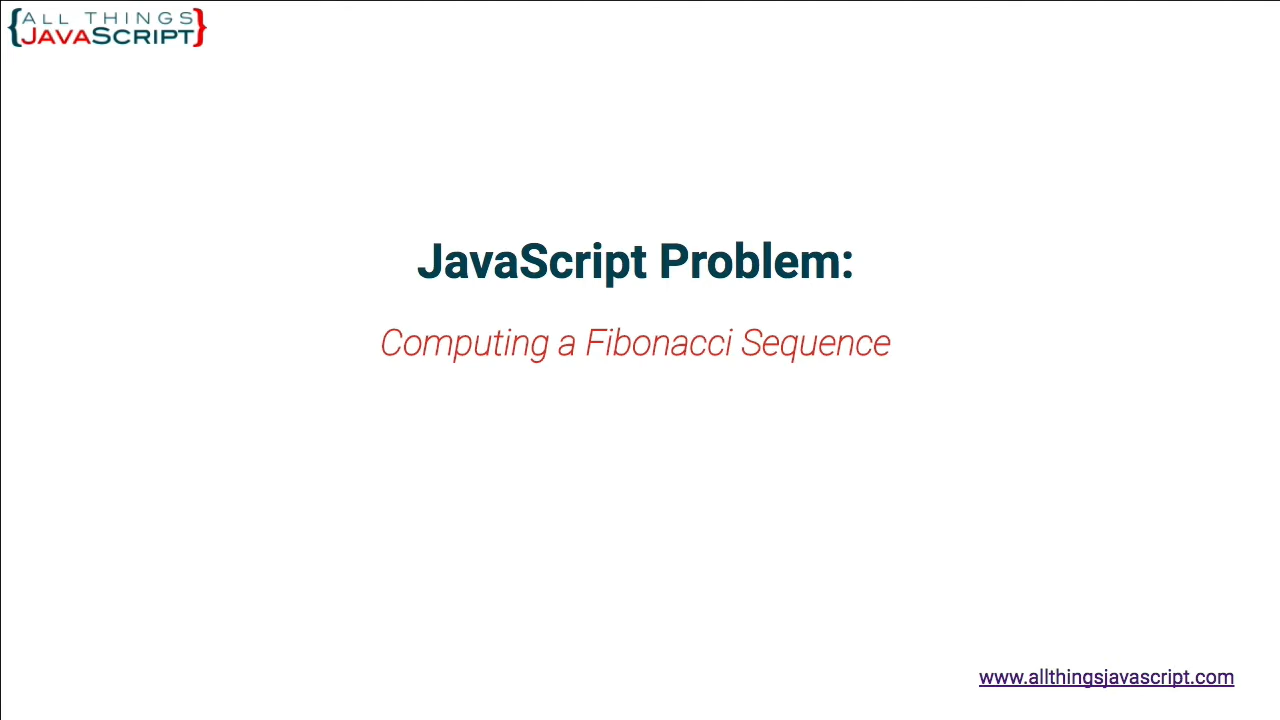 {ALL THINGS
JAVASCRIPT}
JavaScript Problem:
Computing a Fibonacci Sequence
www.allthingsjavascript.com